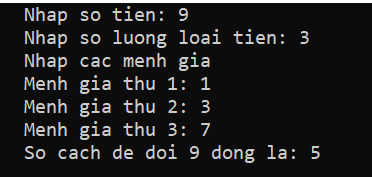 Nhap so tien: 9
Nhap so luong loai tien: 3
Nhap cac menh gia
Menh gia thu 1: 1
Menh gia thu 2: 3
Menh gia thu 3: 7
So cach de doi 9 dong la: 5